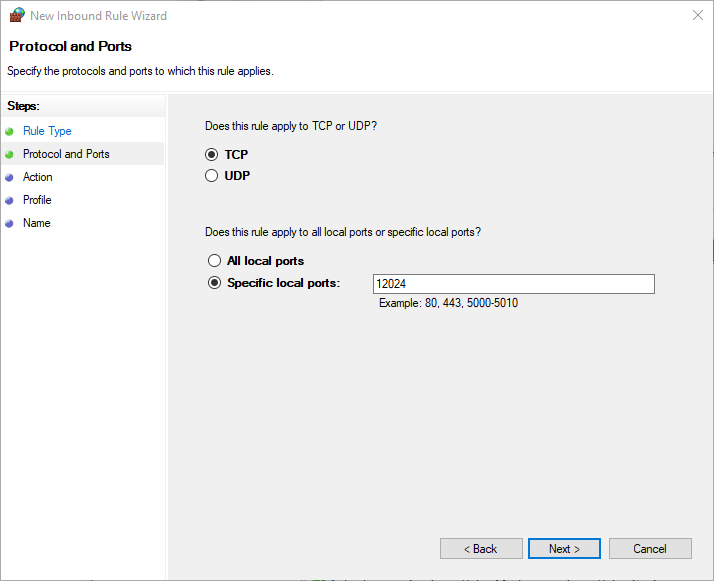 New Inbound Rule Wizard
Protocol and Ports
Specify the protocols and ports to which this rule applies.
Steps:
Rule Type
Protocol and Ports
Action
Profile
Name
Does this rule apply to TCP or UDP?
TCP
UDP
Does this rule apply to all local ports or specific local ports?
All local ports
Specific local ports:
12024
Example: 80, 443, 5000-5010
< Back
Next >
Cancel